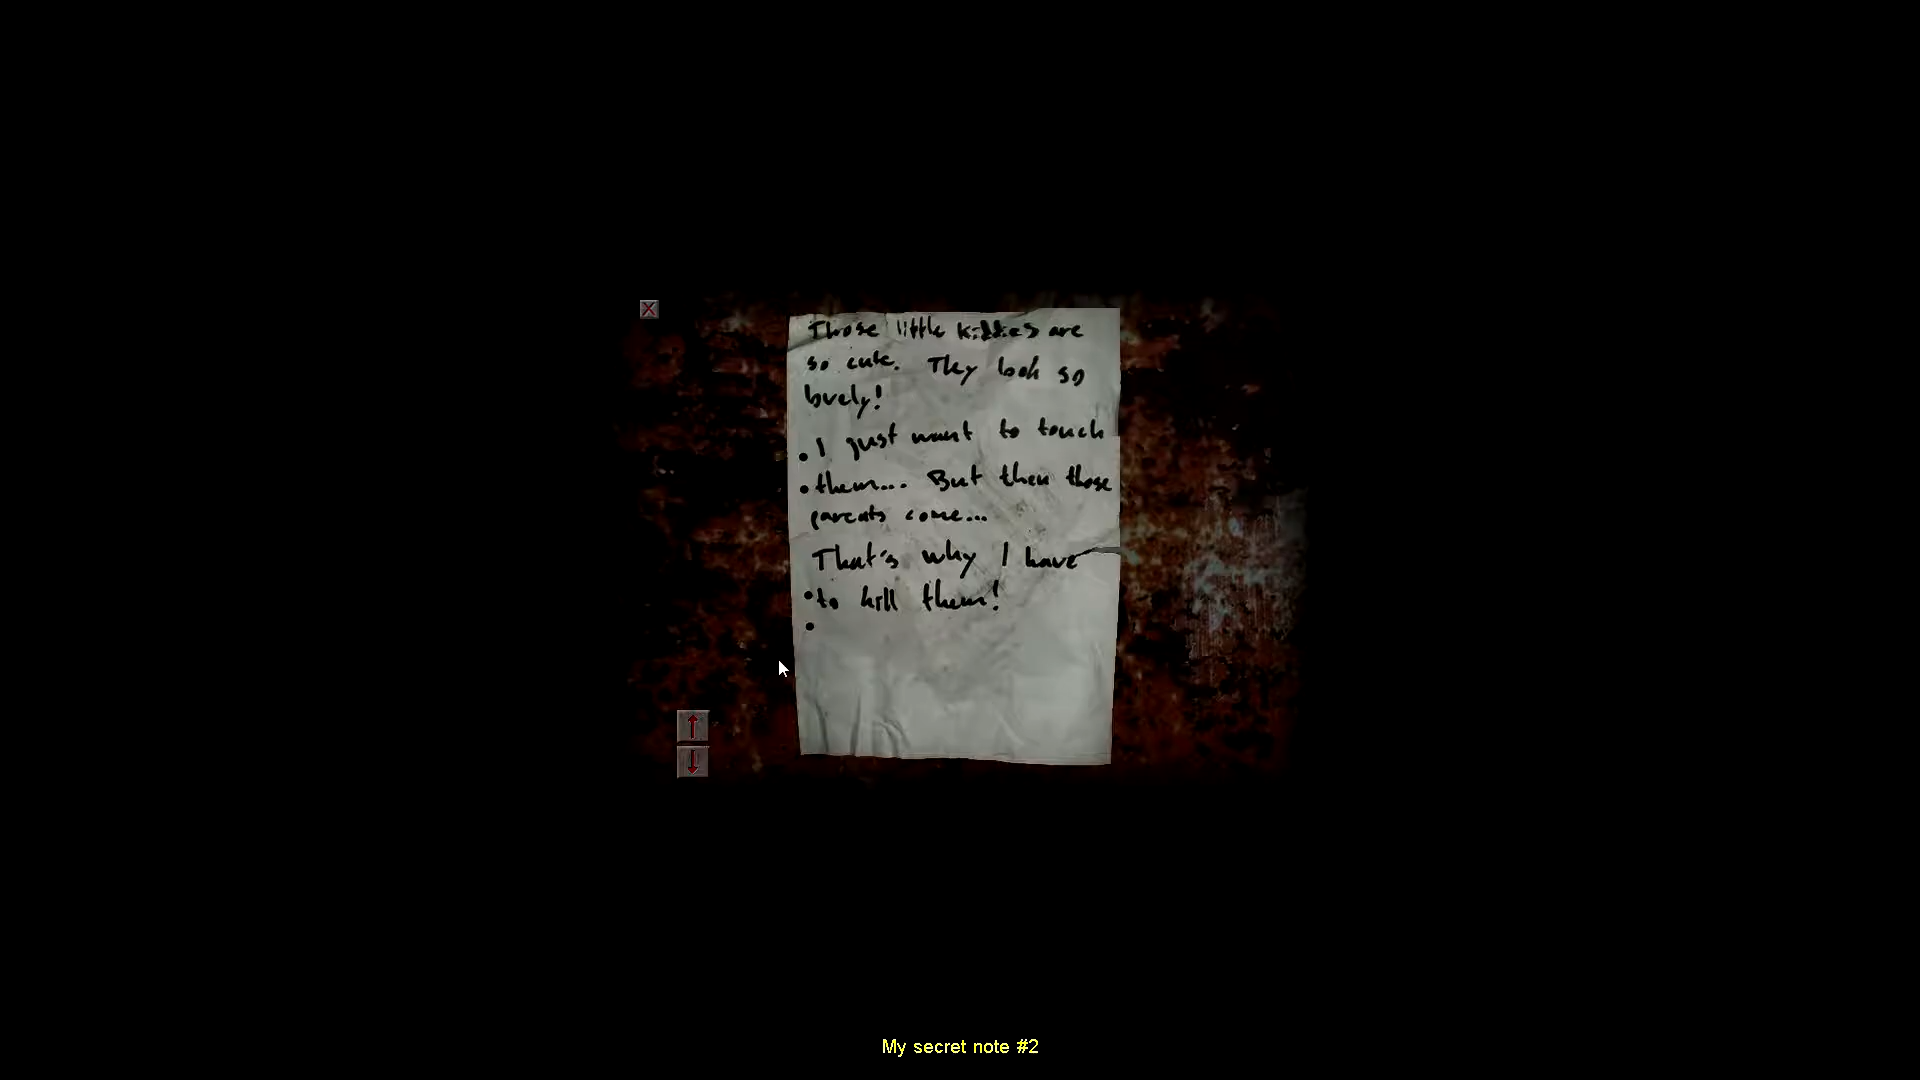 Those little kiddies are
so cute. They look so
lovely!
I just want to touch
them... But then those
parents come...
That's why I have
to kill them!
My secret note #2